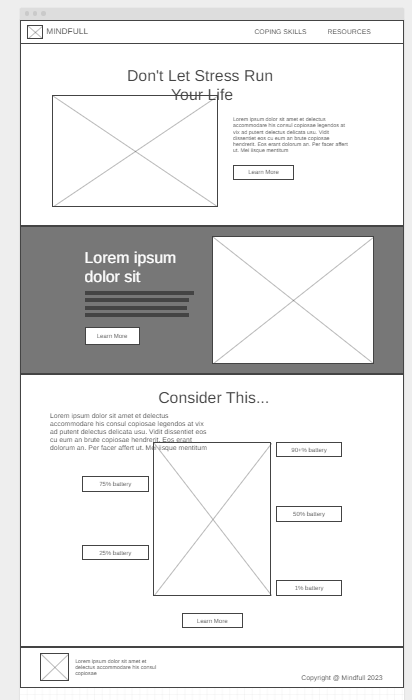 MINDFULL
COPING SKILLS
RESOURCES
Don't Let Stress Run
Your Life
Lorem ipsum dolor sit amet et delectus
accommodare his consul copiosae legendos at
vix ad putent delectus delicata usu. Vidit
dissentiet eos cu eum an brute copiosae
hendrerit. Eos erant dolorum an. Per facer affert
ut. Mei iisque mentitum
Learn More
Lorem ipsum
dolor sit
Learn More
Consider This...
Lorem ipsum dolor sit amet et delectus
accommodare his consul copiosae legendos at vix
ad putent delectus delicata usu. Vidit dissentiet eos
cu eum an brute copiosae hendrerit. Eos erant
dolorum an. Per Mei iisque mentitum
90+% battery
75% battery
50% battery
25% battery
1% battery
Learn More
Lorem ipsum dolor sit amet et
delectus accommodare his consul
copiosae.
Copyright @ Mindfull 2023